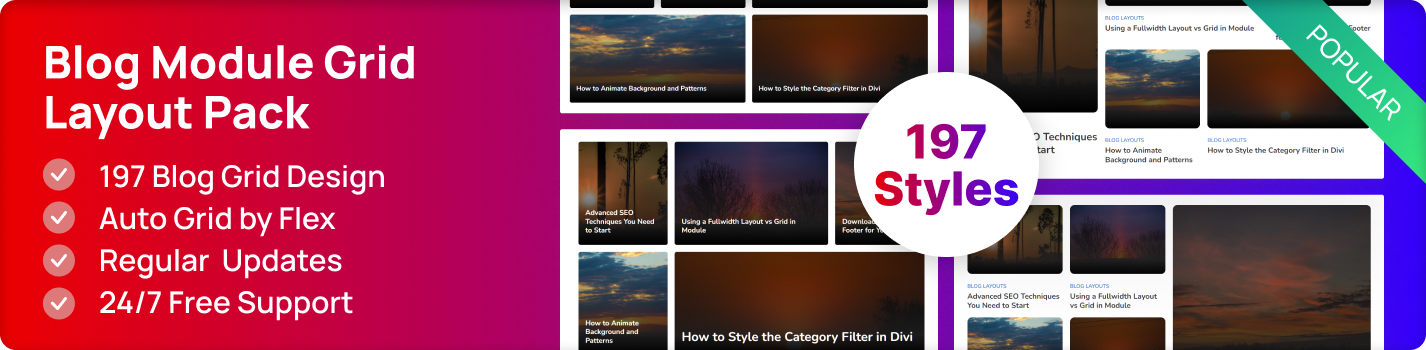 Blog Module Grid
Layout Pack
197 Blog Grid Design
Auto Grid by Flex
Regular Updates
24/7 Free Support
How to Animate Background and Patterns
How to Style the Category Filter in Divi
Advanced SEO
Techniques You Need
to Start
Using a Fullwidth Layout vs Grid in
Module
Download
Footer for
How to Animate
Background and
Patterns
How to Style the Category Filter in Divi
197
Styles
O Techniques
tart
BLOG LAYOUTS
Using a Fullwidth Layout vs Grid in Module
Footer
BLOG LAYOUTS
How to Animate
Background and Patterns
BLOG LAYOUTS
How to Style the Category Filter in Divi
POPULAR
BLOG LAYOUTS
Advanced SEO Techniques
You Need to Start
BLOG LAYOUTS
Using a Fullwidth Layout
vs Grid in Module